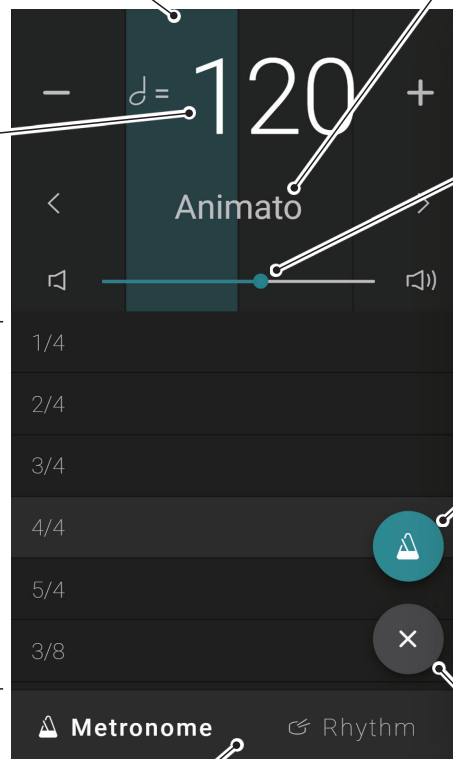 − 𝅗𝅥 = 120 +
< Animato >
1/4
2/4
3/4
4/4
5/4
3/8
Metronome Rhythm